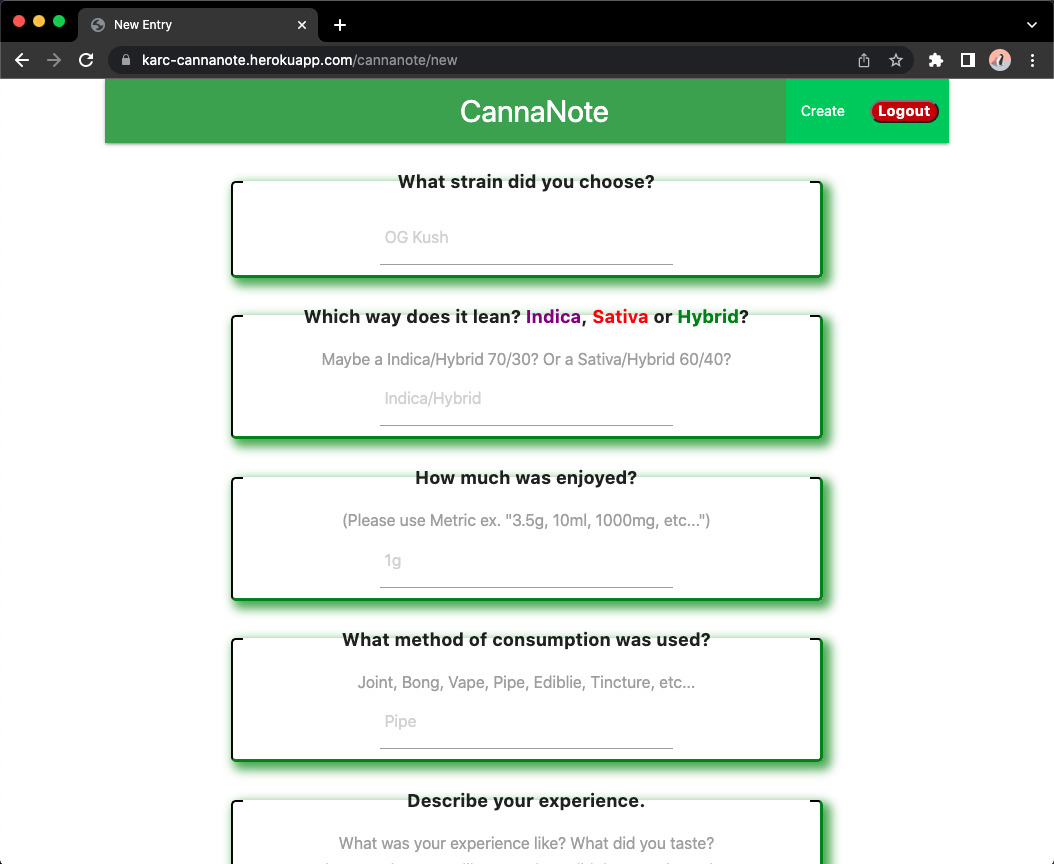 New Entry
karc-cannanote.herokuapp.com/cannanote/new
CannaNote
Create
Logout
What strain did you choose?
OG Kush
Which way does it lean? Indica, Sativa or Hybrid?
Maybe a Indica/Hybrid 70/30? Or a Sativa/Hybrid 60/40?
Indica/Hybrid
How much was enjoyed?
(Please use Metric ex. "3.5g, 10ml, 1000mg, etc...")
1g
What method of consumption was used?
Joint, Bong, Vape, Pipe, Ediblie, Tincture, etc...
Pipe
Describe your experience.
What was your experience like? What did you taste?